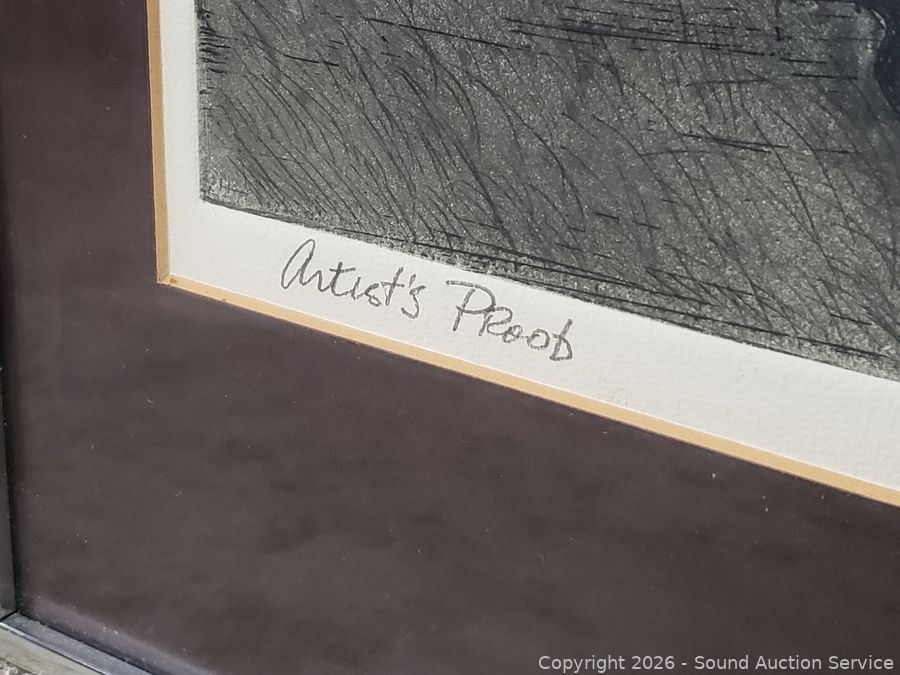 Artist's Proof
Copyright 2026 - Sound Auction Service